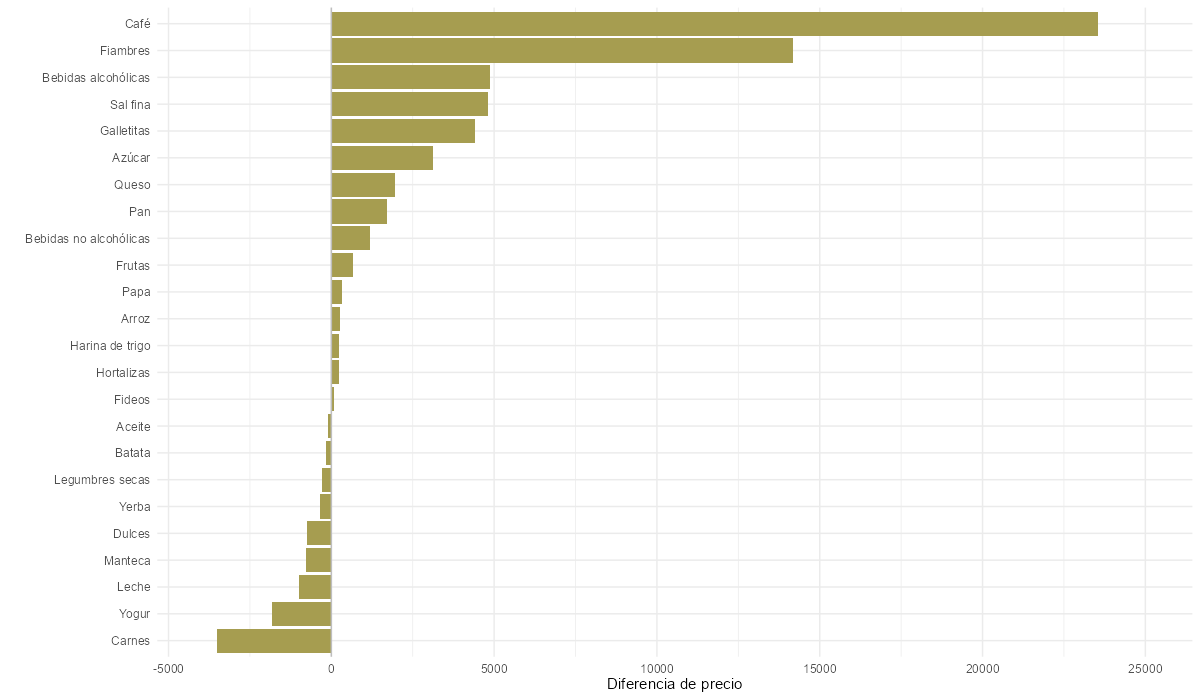 Café
Fiambres
Bebidas alcohólicas
Sal fina
Galletitas
Azúcar
Queso
Pan
Bebidas no alcohólicas
Frutas
Papa
Arroz
Harina de trigo
Hortalizas
Fideos
Aceite
Batata
Legumbres secas
Yerba
Dulces
Manteca
Leche
Yogur
Carnes
-5000 0 5000 10000 15000 20000 25000
Diferencia de precio